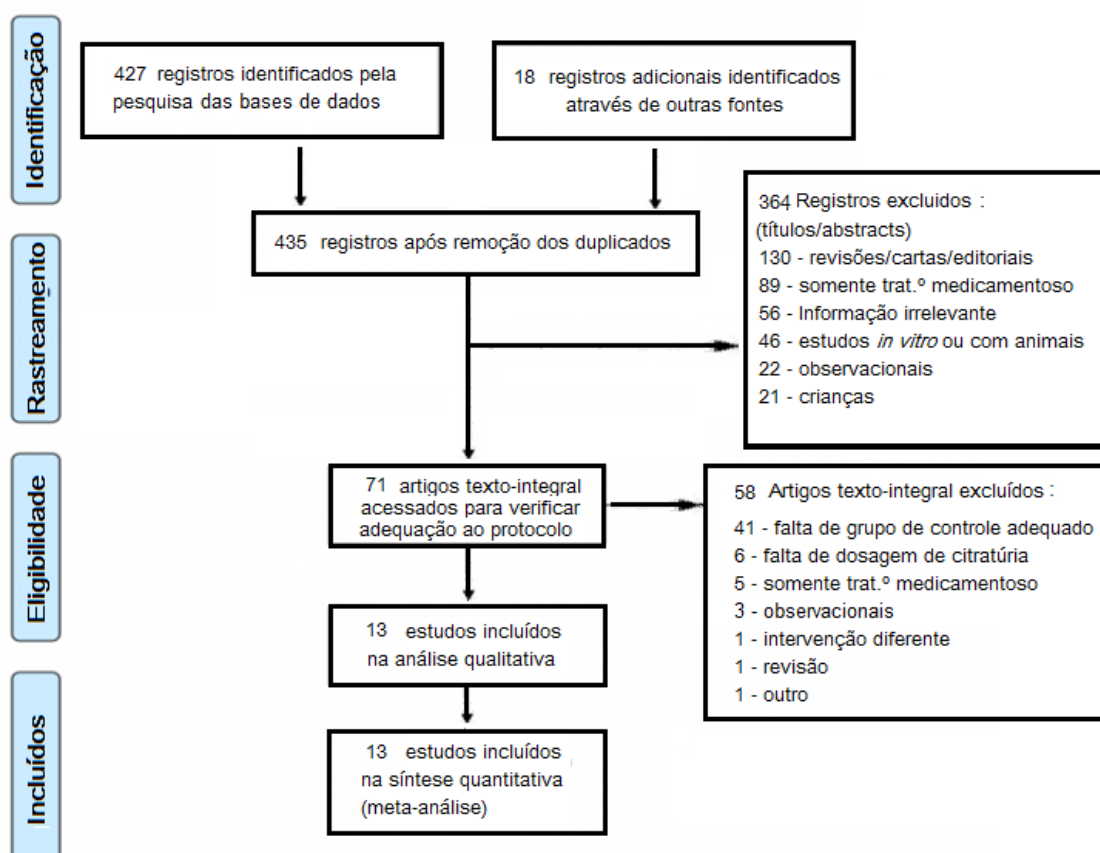 Identificação
427 registros identificados pela
pesquisa das bases de dados
18 registros adicionais identificados
através de outras fontes
435 registros após remoção dos duplicados
Rastreamento
364 Registros excluidos :
(títulos/abstracts)
130 - revisões/cartas/editoriais
89 - somente trat.º medicamentoso
56 - Informação irrelevante
46 - estudos in vitro ou com animais
22 - observacionais
21 - crianças
Eligibilidade
71 artigos texto-integral
acessados para verificar
adequação ao protocolo
58 Artigos texto-integral excluídos :
41 - falta de grupo de controle adequado
6 - falta de dosagem de citratúria
5 - somente trat.º medicamentoso
3 - observacionais
1 - intervenção diferente
1 - revisão
1 - outro
13 estudos incluídos
na análise qualitativa
Incluídos
13 estudos incluídos
na síntese quantitativa
(meta-análise)